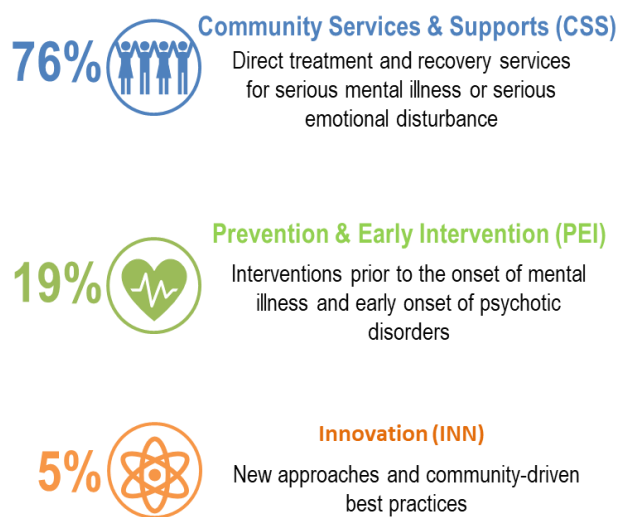 Community Services & Supports (CSS)
76%
Direct treatment and recovery services
for serious mental illness or serious
emotional disturbance
Prevention & Early Intervention (PEI)
19%
Interventions prior to the onset of mental
illness and early onset of psychotic
disorders
Innovation (INN)
5%
New approaches and community-driven
best practices